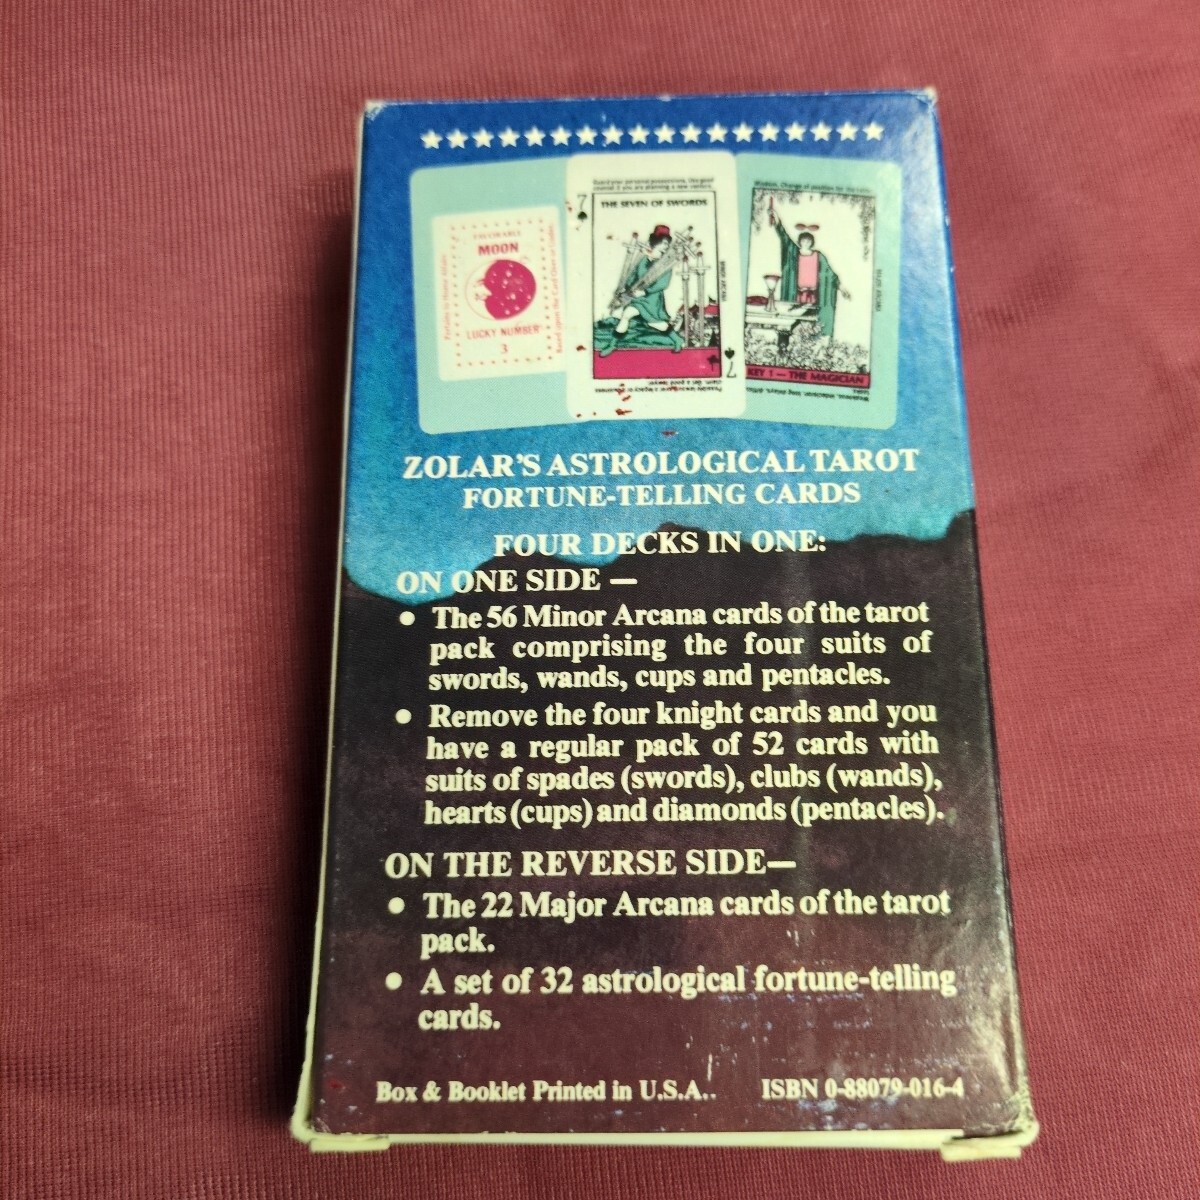 FAVORABLE
MOON
LUCKY NUMBER
3
7
THE SEVEN OF SWORDS
7
KEY 1 — THE MAGICIAN
ZOLAR'S ASTROLOGICAL TAROT
FORTUNE-TELLING CARDS
FOUR DECKS IN ONE:
ON ONE SIDE —
• The 56 Minor Arcana cards of the tarot
pack comprising the four suits of
swords, wands, cups and pentacles.
• Remove the four knight cards and you
have a regular pack of 52 cards with
suits of spades (swords), clubs (wands),
hearts (cups) and diamonds (pentacles).
ON THE REVERSE SIDE—
• The 22 Major Arcana cards of the tarot
pack.
• A set of 32 astrological fortune-telling
cards.
Box & Booklet Printed in U.S.A.. ISBN 0-88079-016-4